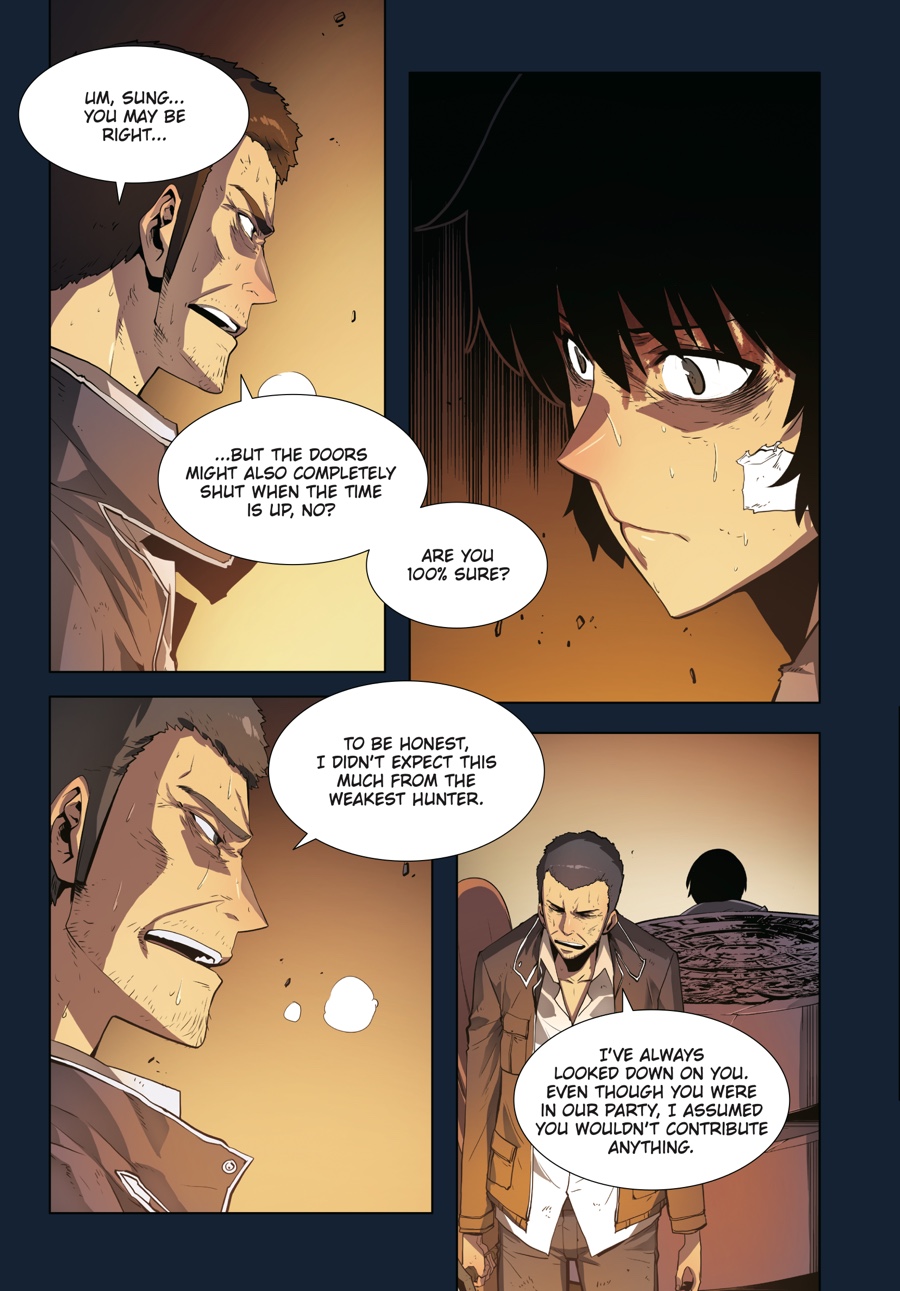 UM, SUNG...
YOU MAY BE
RIGHT...
...BUT THE DOORS
MIGHT ALSO COMPLETELY
SHUT WHEN THE TIME
IS UP, NO?
ARE YOU
100% SURE?
TO BE HONEST,
I DIDN'T EXPECT THIS
MUCH FROM THE
WEAKEST HUNTER.
I'VE ALWAYS
LOOKED DOWN ON YOU.
EVEN THOUGH YOU WERE
IN OUR PARTY, I ASSUMED
YOU WOULDN'T CONTRIBUTE
ANYTHING.